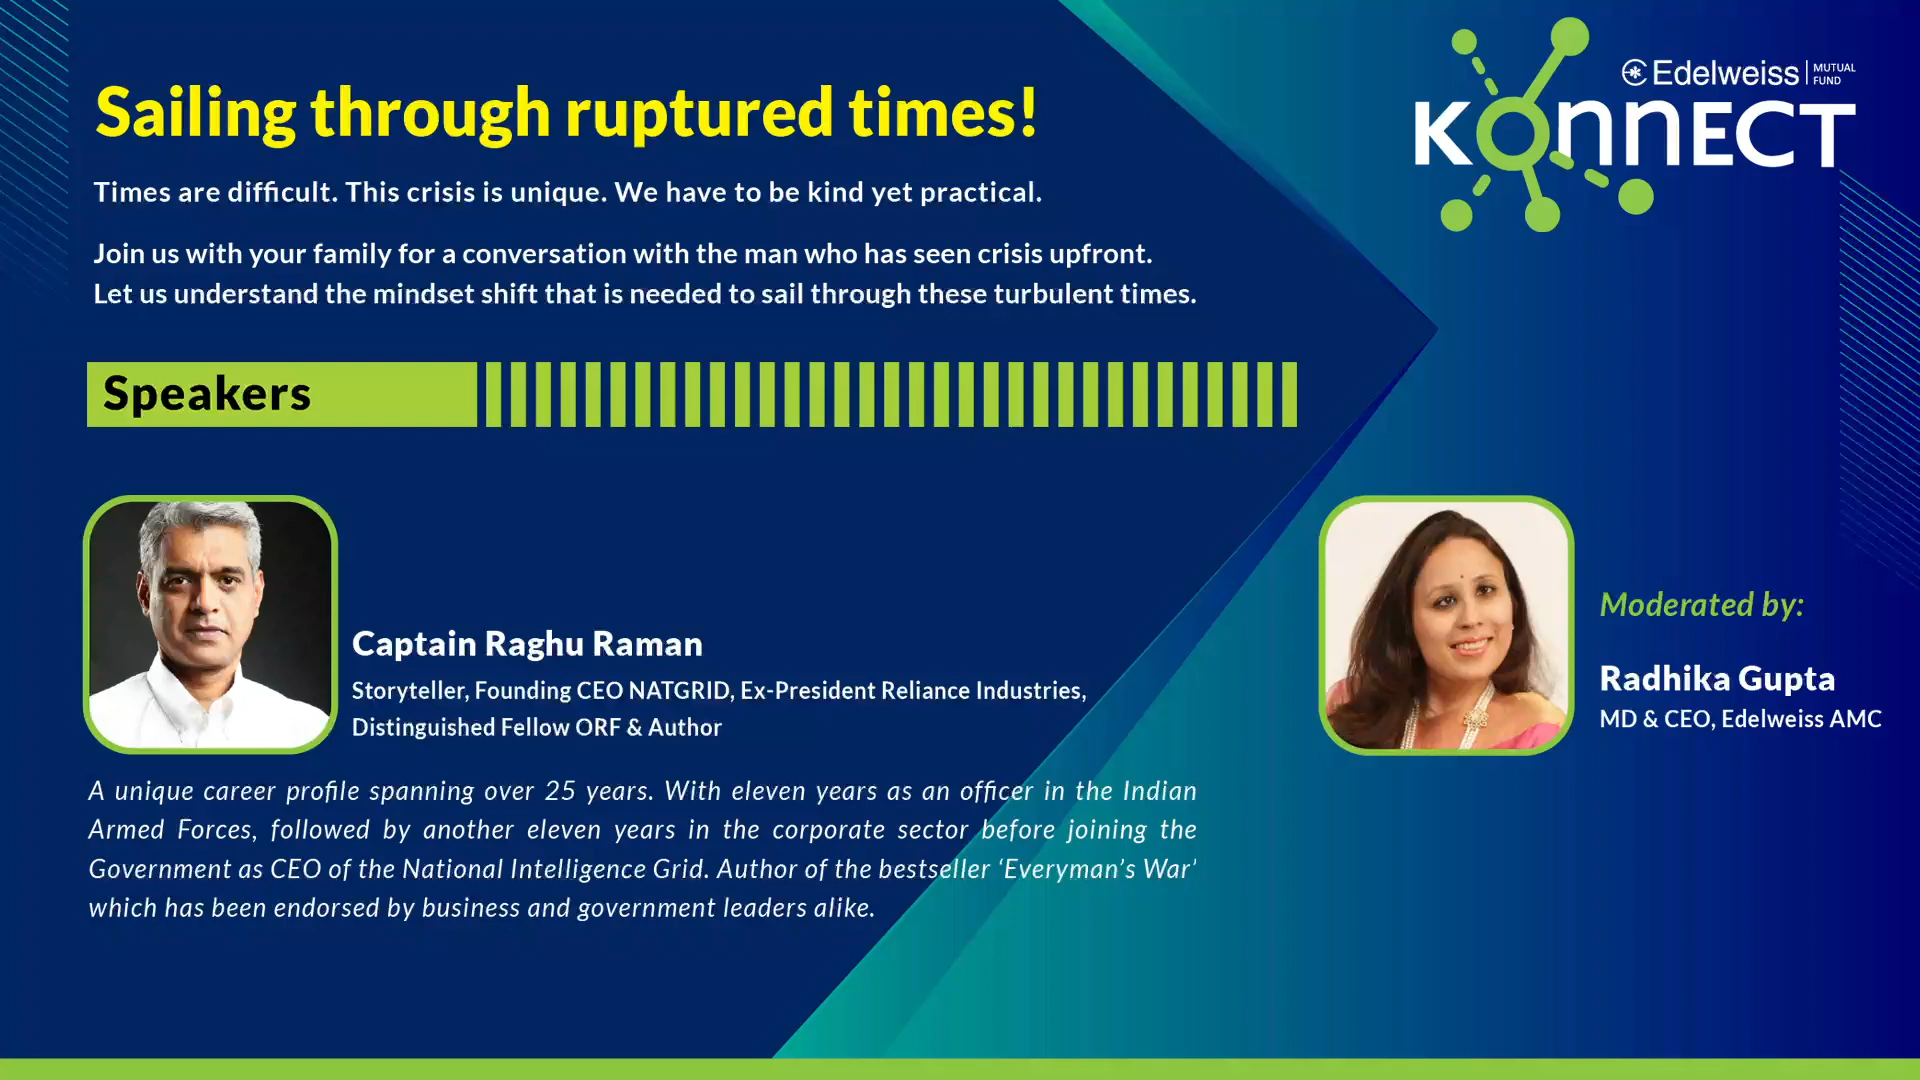 Edelweiss MUTUAL FUND
KONNECT
Sailing through ruptured times!
Times are difficult. This crisis is unique. We have to be kind yet practical.
Join us with your family for a conversation with the man who has seen crisis upfront.
Let us understand the mindset shift that is needed to sail through these turbulent times.
Speakers
Captain Raghu Raman
Storyteller, Founding CEO NATGRID, Ex-President Reliance Industries,
Distinguished Fellow ORF & Author
A unique career profile spanning over 25 years. With eleven years as an officer in the Indian
Armed Forces, followed by another eleven years in the corporate sector before joining the
Government as CEO of the National Intelligence Grid. Author of the bestseller ‘Everyman’s War’
which has been endorsed by business and government leaders alike.
Moderated by:
Radhika Gupta
MD & CEO, Edelweiss AMC